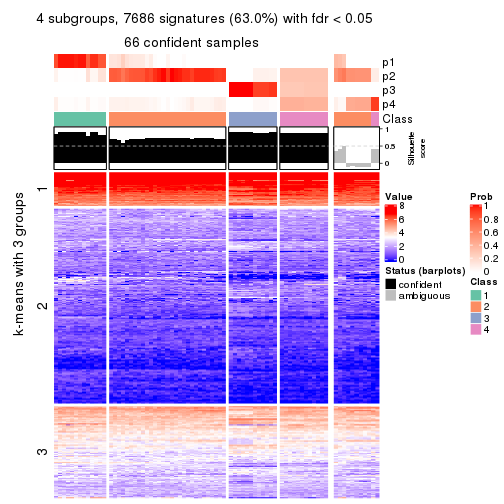 4 subgroups, 7686 signatures (63.0%) with fdr < 0.05
66 confident samples
p1
p2
p3
p4
Class
1
0.5
0
Silhouette
score
k-means with 3 groups
1
2
3
Value
8
6
4
2
0
Status (barplots)
confident
ambiguous
Prob
1
0.8
0.6
0.4
0.2
0
Class
1
2
3
4